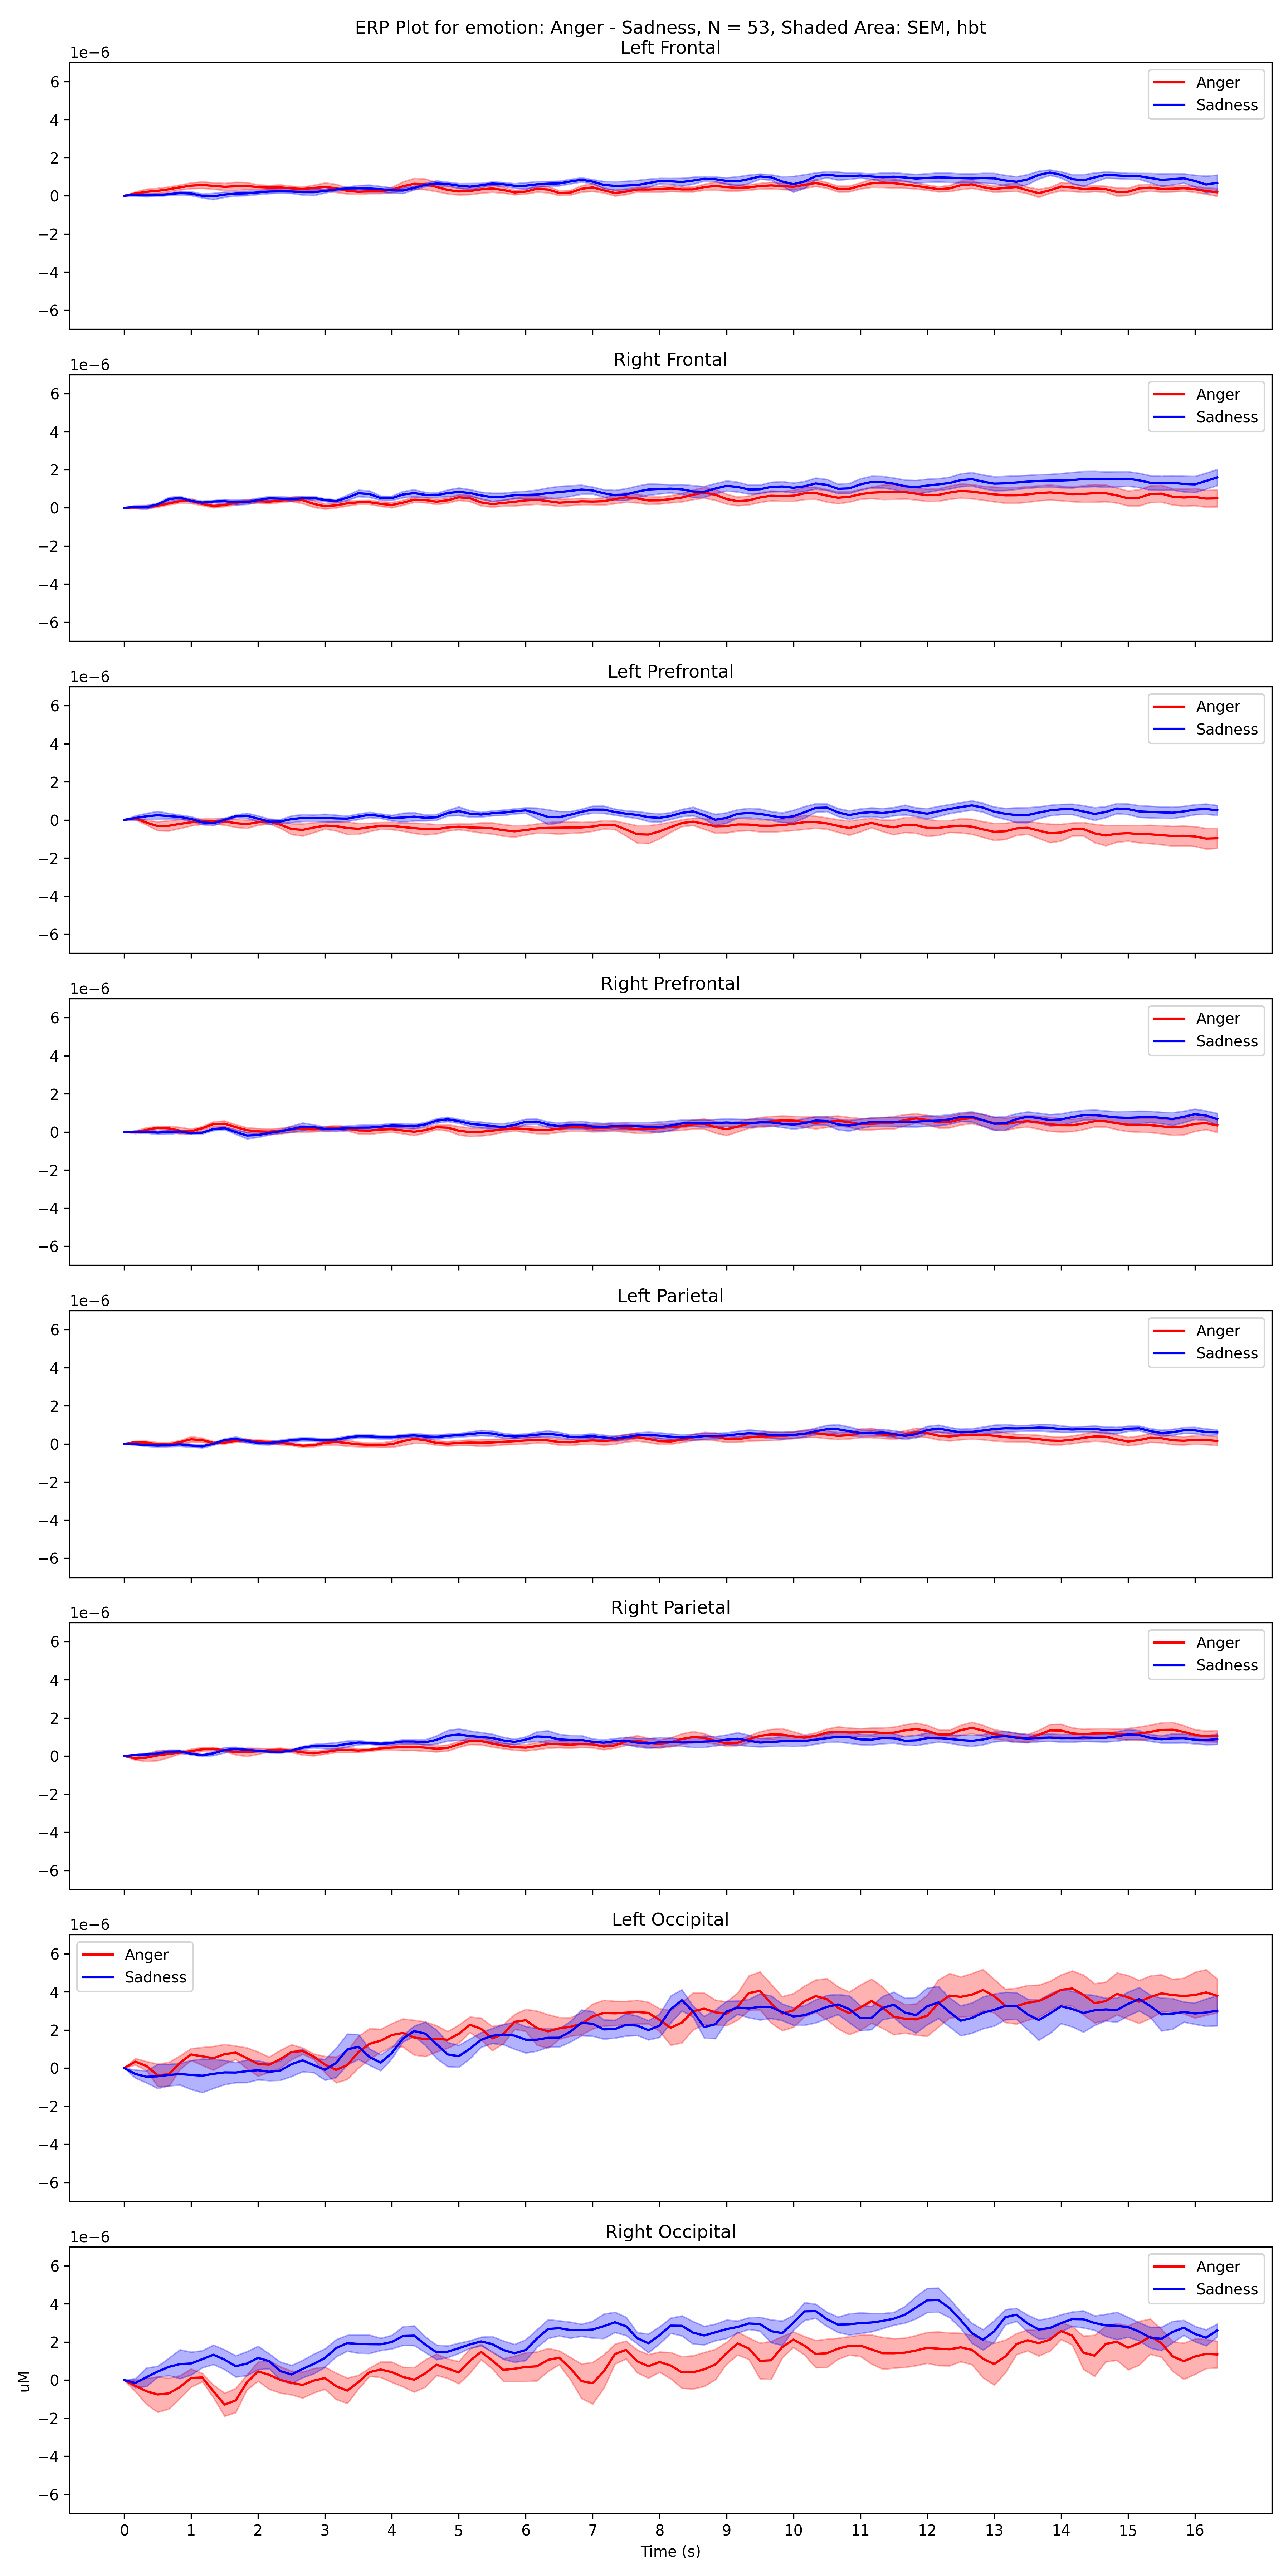 ERP Plot for emotion: Anger - Sadness, N = 53, Shaded Area: SEM, hbt
Left Frontal
1e−6
6
4
2
0
−2
−4
−6
Anger
Sadness
Right Frontal
1e−6
6
4
2
0
−2
−4
−6
Anger
Sadness
Left Prefrontal
1e−6
6
4
2
0
−2
−4
−6
Anger
Sadness
Right Prefrontal
1e−6
6
4
2
0
−2
−4
−6
Anger
Sadness
Left Parietal
1e−6
6
4
2
0
−2
−4
−6
Anger
Sadness
Right Parietal
1e−6
6
4
2
0
−2
−4
−6
Anger
Sadness
Left Occipital
1e−6
6
4
2
0
−2
−4
−6
Anger
Sadness
Right Occipital
1e−6
6
4
2
0
−2
−4
−6
Anger
Sadness
uM
0 1 2 3 4 5 6 7 8 9 10 11 12 13 14 15 16
Time (s)